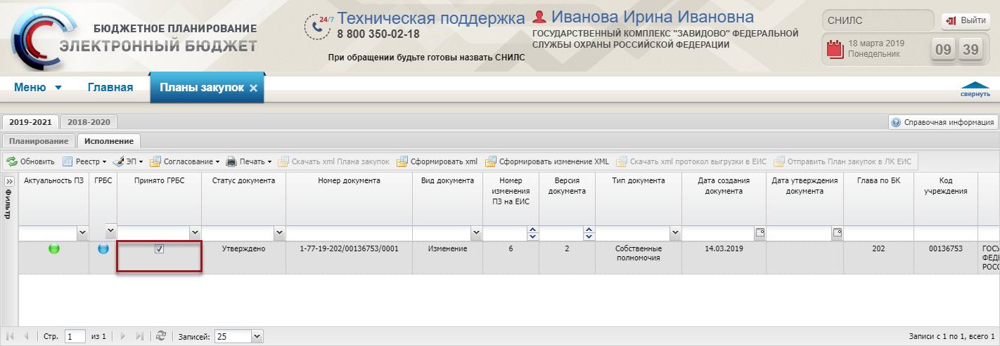 БЮДЖЕТНОЕ ПЛАНИРОВАНИЕ
ЭЛЕКТРОННЫЙ БЮДЖЕТ
24/7 Техническая поддержка
8 800 350-02-18
При обращении будьте готовы назвать СНИЛС
Иванова Ирина Ивановна
ГОСУДАРСТВЕННЫЙ КОМПЛЕКС "ЗАВИДОВО" ФЕДЕРАЛЬНОЙ
СЛУЖБЫ ОХРАНЫ РОССИЙСКОЙ ФЕДЕРАЦИИ
СНИЛС
Выйти
18 марта 2019
Понедельник
09 39
Меню Главная Планы закупок
свернуть
2019-2021 2018-2020
Справочная информация
Планирование Исполнение
Обновить Реестр ЭП Согласование Печать Скачать xml Плана закупок Сформировать xml Сформировать изменение XML Скачать xml протокол выгрузки в ЕИС Отправить План закупок в ЛК ЕИС
Фильтр
Актуальность ПЗ
ГРБС
Принято ГРБС
Статус документа
Номер документа
Вид документа
Номер
изменения
ПЗ на ЕИС
Версия
документа
Тип документа
Дата создания
документа
Дата утверждения
документа
Глава по БК
Код
учреждения
Утверждено
1-77-19-202/00136753/0001
Изменение
6
2
Собственные
полномочия
14.03.2019
202
00136753
ГОСУ
ФЕДЕ
РОСС
Стр. 1 из 1 Записей: 25
Записи с 1 по 1, всего 1